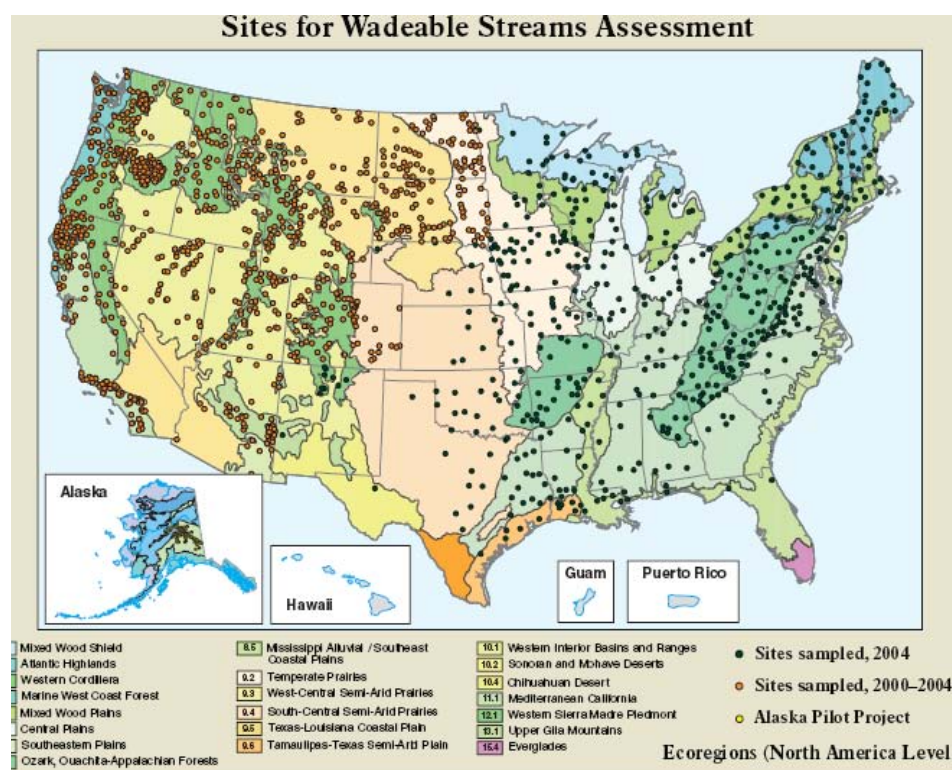 Sites for Wadeable Streams Assessment
Alaska
Hawaii
Guam
Puerto Rico
Mixed Wood Shield
Atlantic Highlands
Western Cordillera
Marine West Coast Forest
Mixed Wood Plains
Central Plains
Southeastern Plains
Ozark, Ouachita-Appalachian Forests
8.5 Mississippi Alluvial / Southeast
Coastal Plains
9.2 Temperate Prairies
9.3 West-Central Semi-Arid Prairies
9.4 South-Central Semi-Arid Prairies
9.5 Texas-Louisiana Coastal Plain
9.6 Tamaulipas-Texas Semi-Arid Plain
10.1 Western Interior Basins and Ranges
10.2 Sonoran and Mohave Deserts
10.4 Chihuahuan Desert
11.1 Mediterranean California
12.1 Western Sierra Madre Piedmont
13.1 Upper Gila Mountains
15.4 Everglades
Sites sampled, 2004
Sites sampled, 2000–2004
Alaska Pilot Project
Ecoregions (North America Level